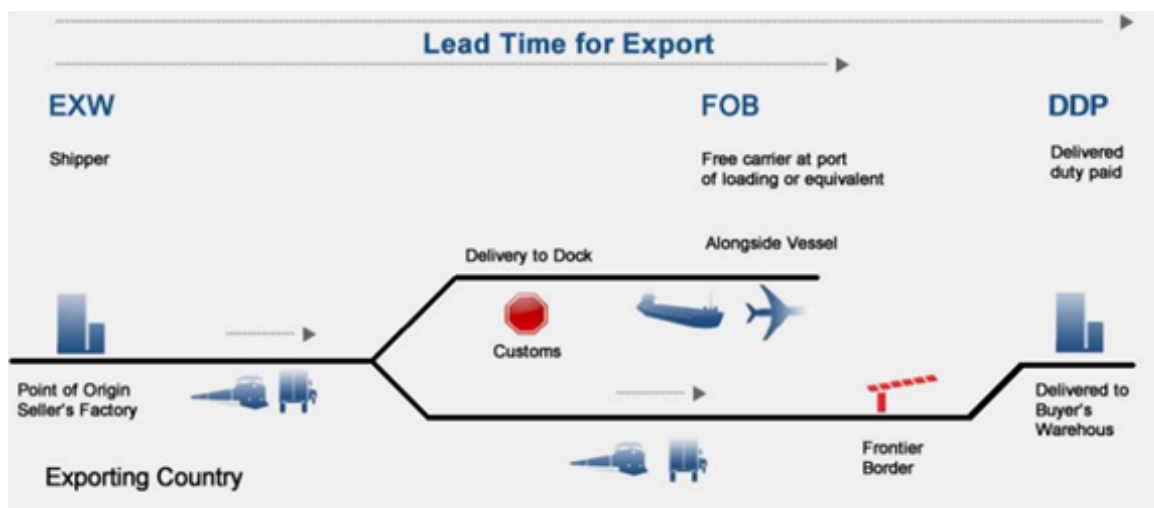 Lead Time for Export
EXW
FOB
DDP
Shipper
Free carrier at port
of loading or equivalent
Delivered
duty paid
Delivery to Dock
Alongside Vessel
Customs
Point of Origin
Seller's Factory
Delivered to
Buyer's
Warehous
Frontier
Border
Exporting Country